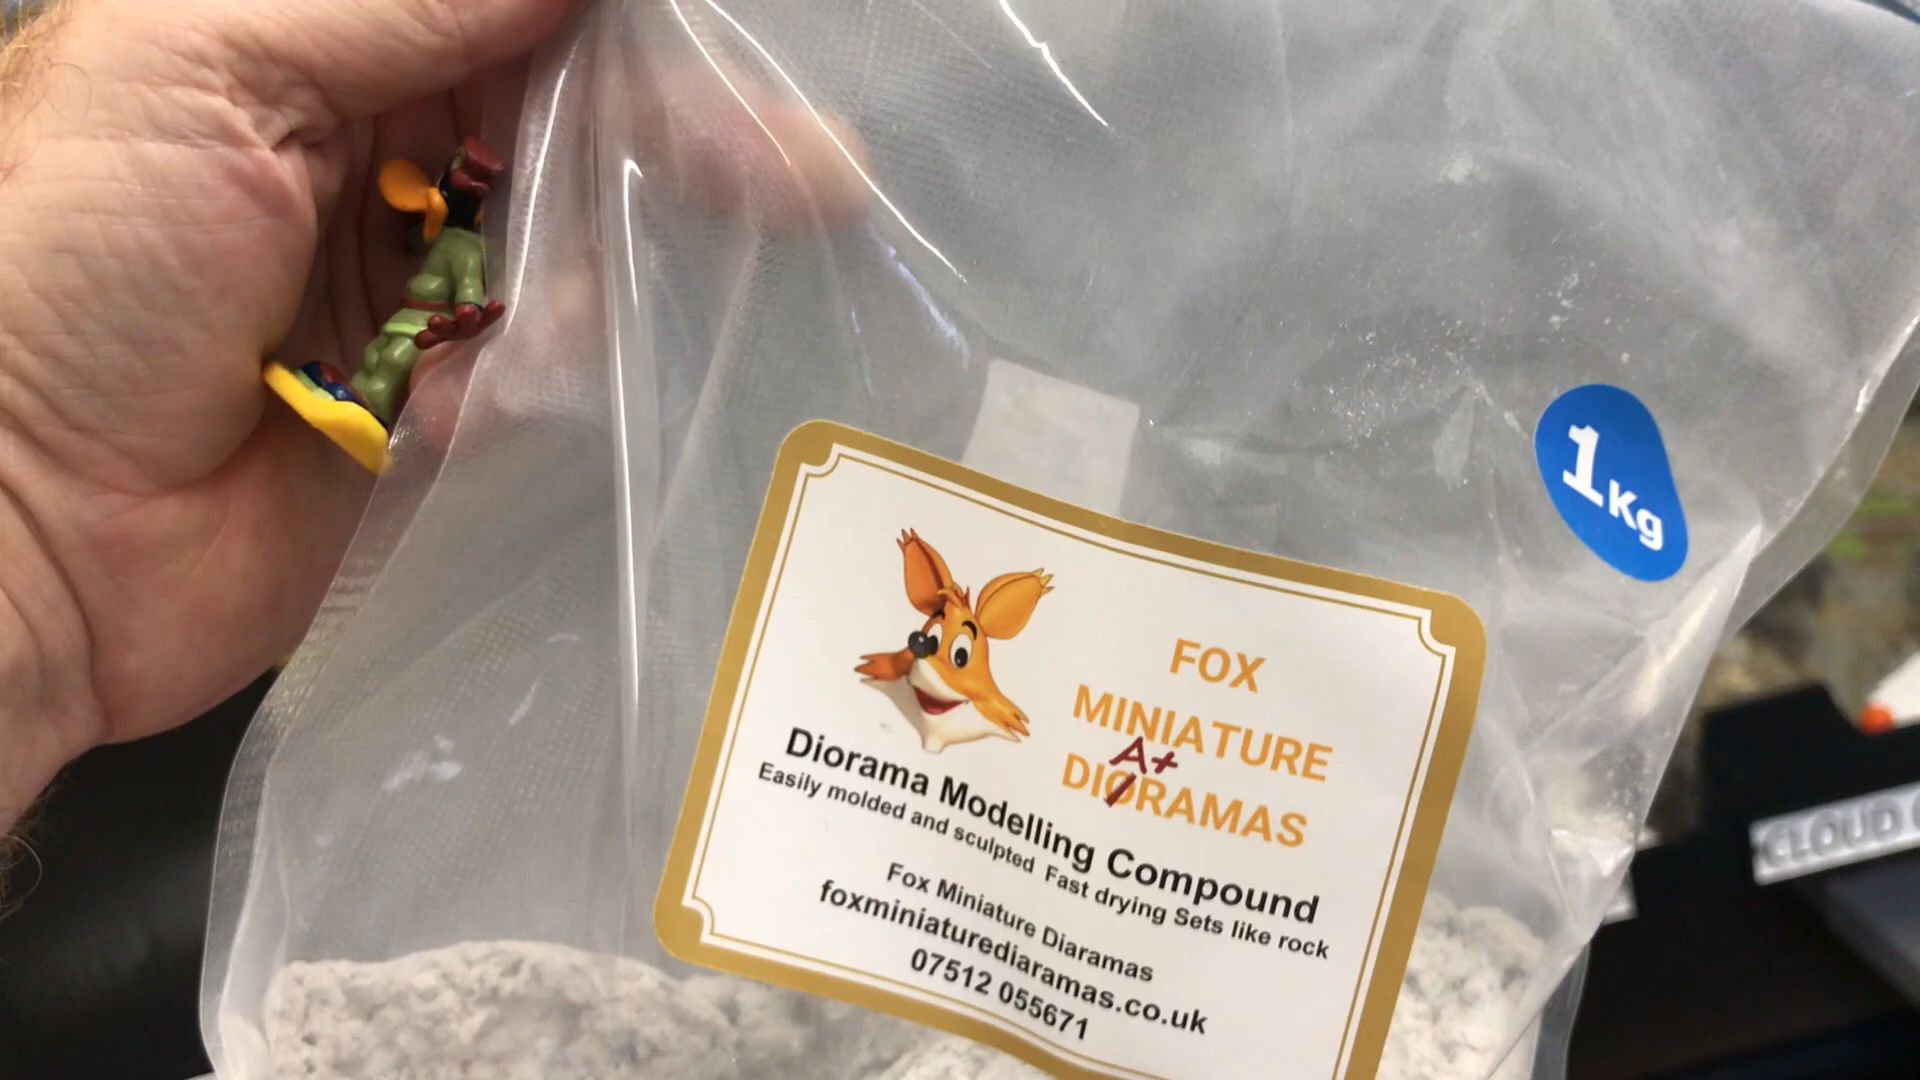 1Kg
FOX
MINIATURE
A+
DIORAMAS
Diorama Modelling Compound
Easily molded and sculpted Fast drying Sets like rock
Fox Miniature Diaramas
foxminiaturediaramas.co.uk
07512 055671
CLOUD